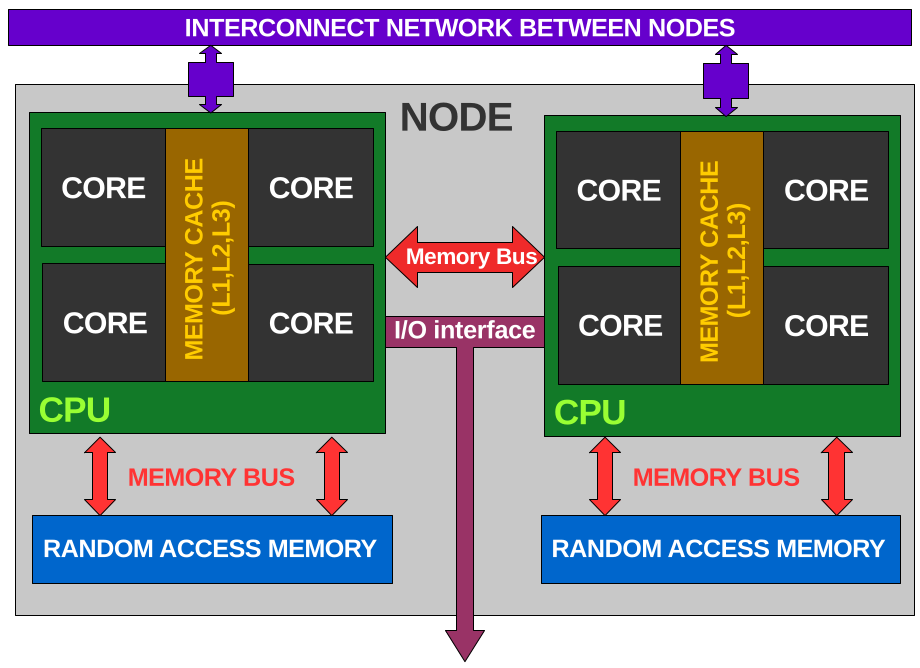 INTERCONNECT NETWORK BETWEEN NODES
NODE
CORE
MEMORY CACHE
(L1,L2,L3)
CORE
CORE
CORE
CPU
Memory Bus
I/O interface
CORE
MEMORY CACHE
(L1,L2,L3)
CORE
CORE
CORE
CPU
MEMORY BUS
MEMORY BUS
RANDOM ACCESS MEMORY
RANDOM ACCESS MEMORY